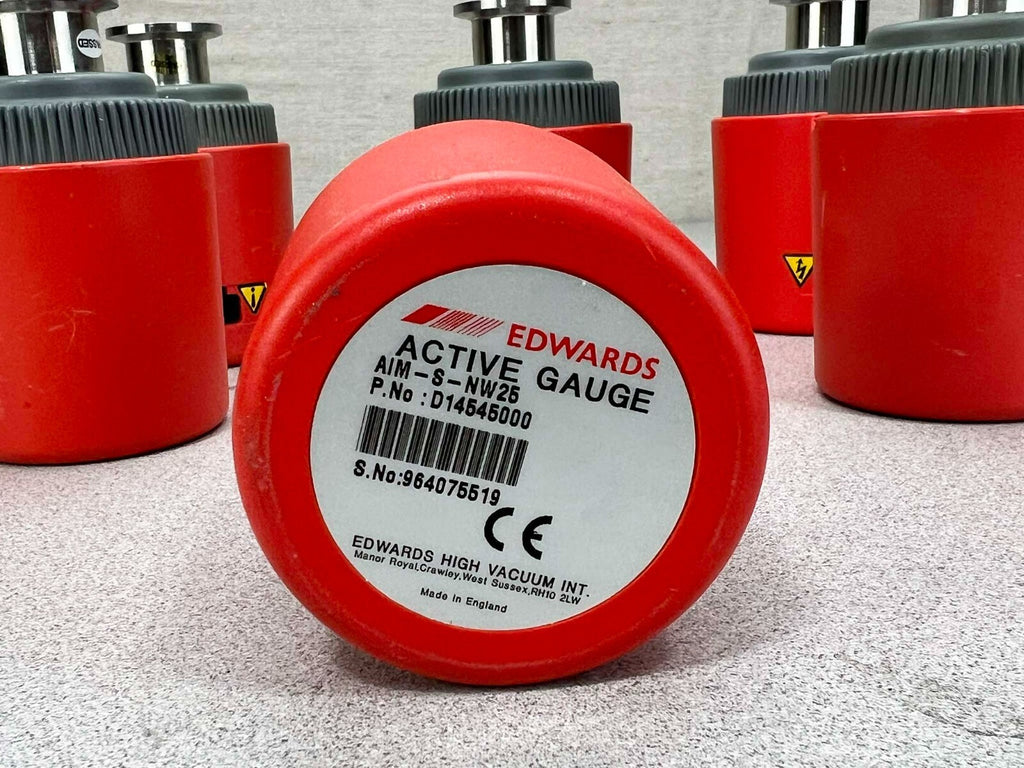 PASSED
EDWARDS
ACTIVE GAUGE
AIM-S-NW25
P.No : D14545000
S.No:964075519
CE
EDWARDS HIGH VACUUM INT.
Manor Royal,Crawley,West Sussex,RH10 2LW
Made in England